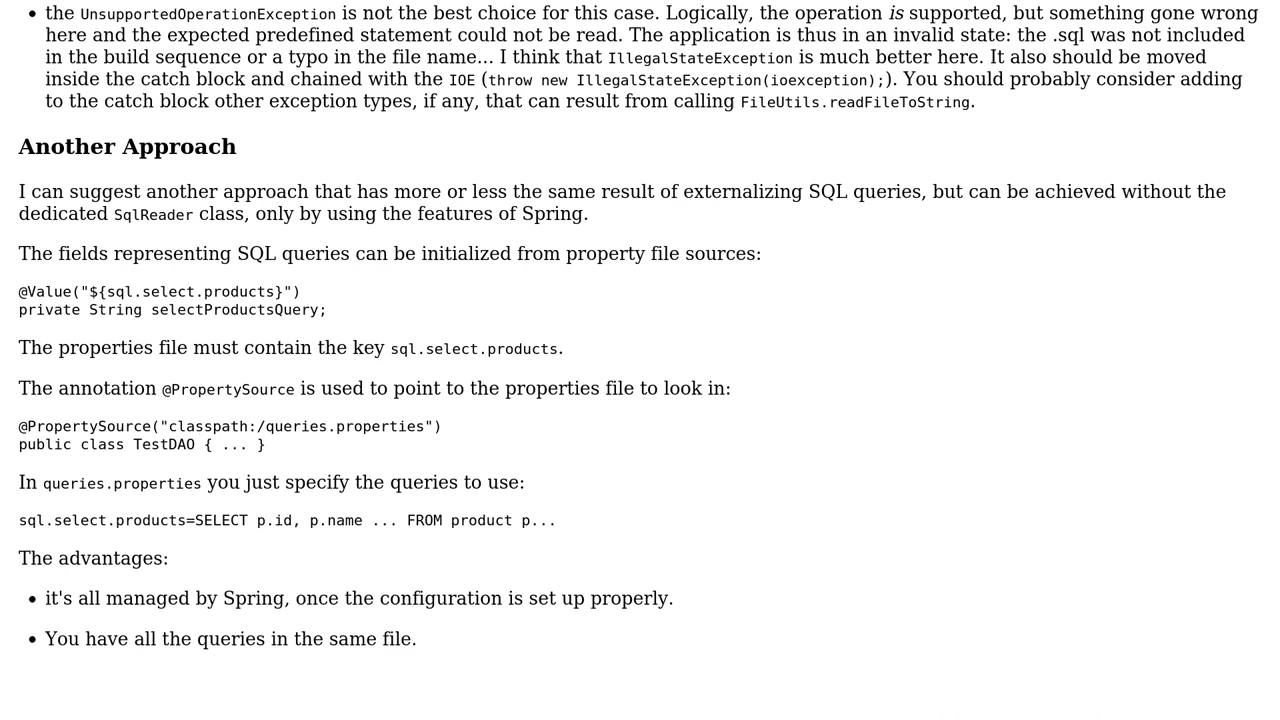 • the UnsupportedOperationException is not the best choice for this case. Logically, the operation is supported, but something gone wrong
here and the expected predefined statement could not be read. The application is thus in an invalid state: the .sql was not included
in the build sequence or a typo in the file name... I think that IllegalStateException is much better here. It also should be moved
inside the catch block and chained with the IOE (throw new IllegalStateException(ioexception);). You should probably consider adding
to the catch block other exception types, if any, that can result from calling FileUtils.readFileToString.
Another Approach
I can suggest another approach that has more or less the same result of externalizing SQL queries, but can be achieved without the
dedicated SqlReader class, only by using the features of Spring.
The fields representing SQL queries can be initialized from property file sources:
@Value("${sql.select.products}")
private String selectProductsQuery;
The properties file must contain the key sql.select.products.
The annotation @PropertySource is used to point to the properties file to look in:
@PropertySource("classpath:/queries.properties")
public class TestDAO { ... }
In queries.properties you just specify the queries to use:
sql.select.products=SELECT p.id, p.name ... FROM product p...
The advantages:
• it's all managed by Spring, once the configuration is set up properly.
• You have all the queries in the same file.